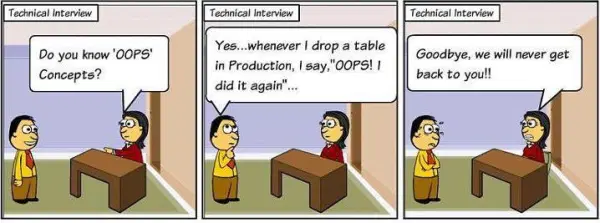 Technical Interview
Do you know 'OOPS'
Concepts?
Technical Interview
Yes...whenever I drop a table
in Production, I say,"OOPS! I
did it again"...
Technical Interview
Goodbye, we will never get
back to you!!